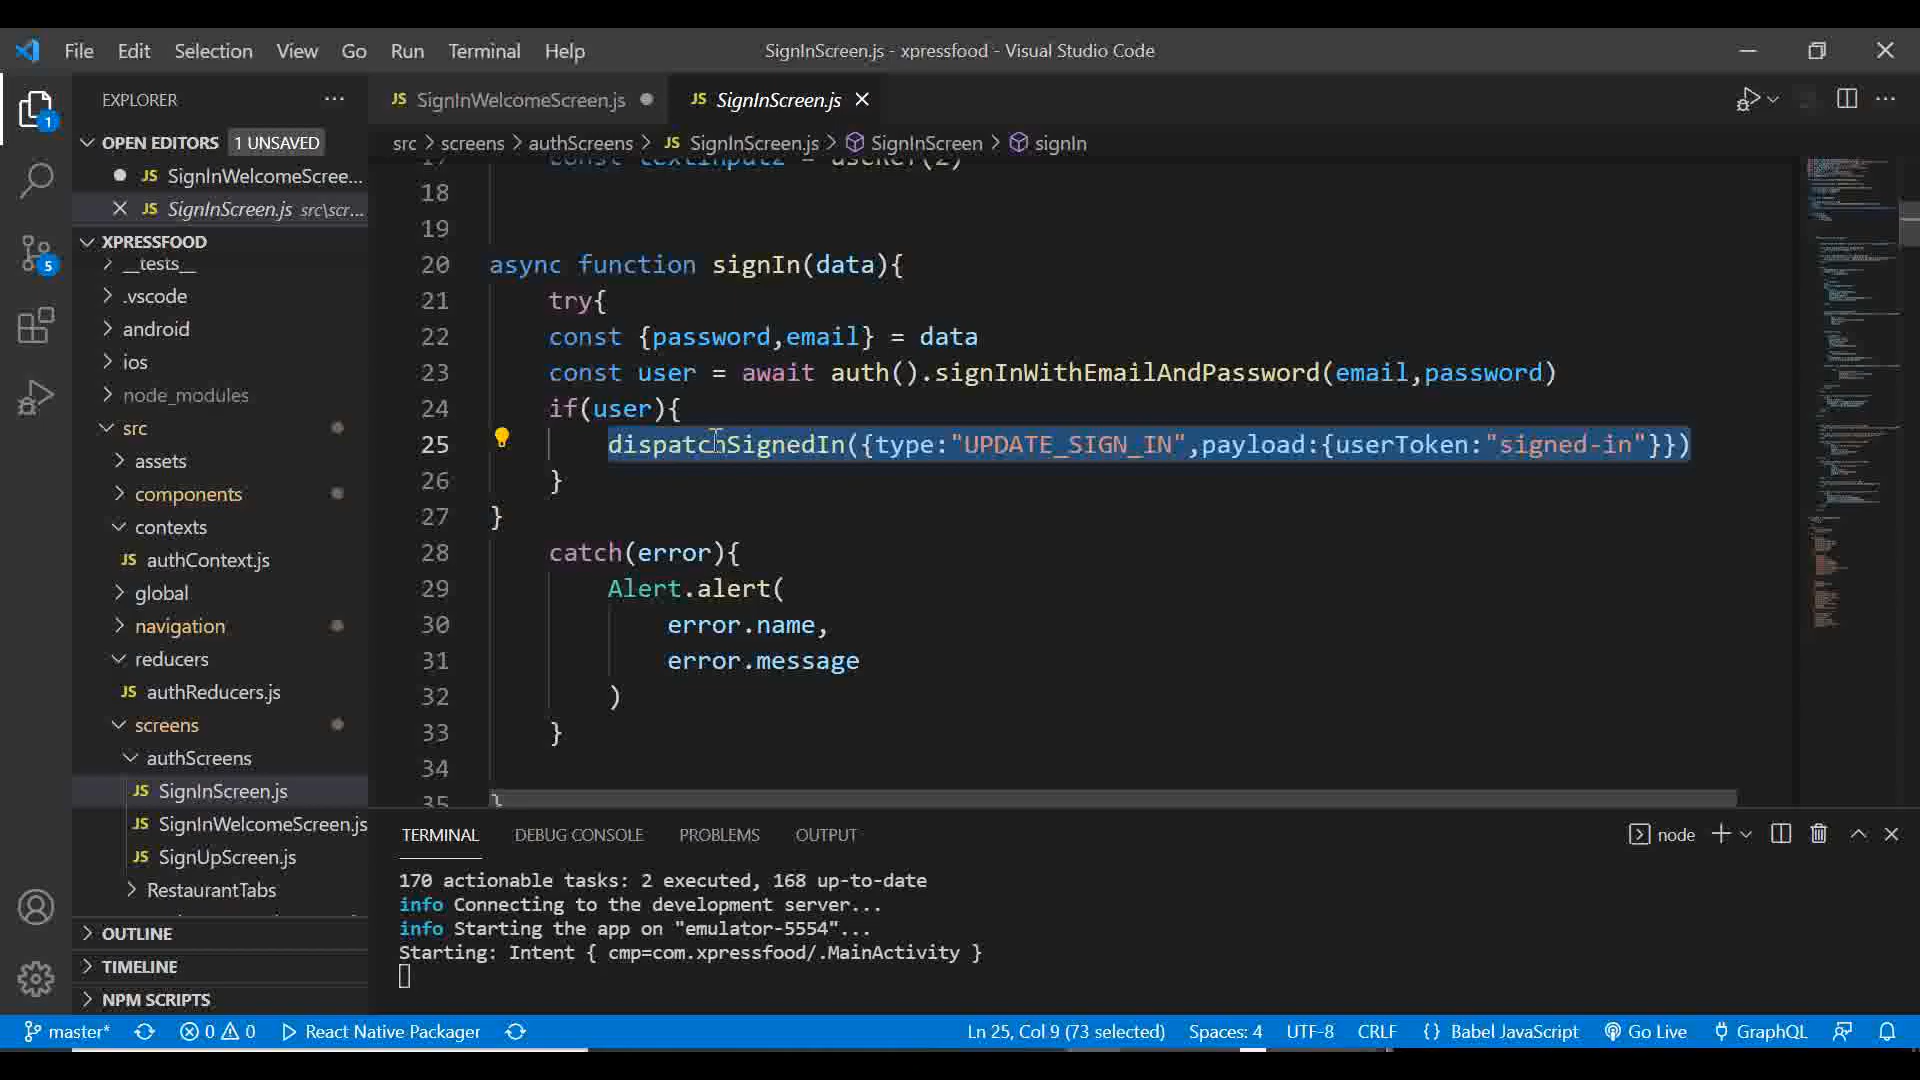 File Edit Selection View Go Run Terminal Help SignInScreen.js - xpressfood - Visual Studio Code
EXPLORER
OPEN EDITORS 1 UNSAVED
JS SignInWelcomeScree...
JS SignInScreen.js src\scr...
XPRESSFOOD
__tests__
.vscode
android
ios
node_modules
src
assets
components
contexts
JS authContext.js
global
navigation
reducers
JS authReducers.js
screens
authScreens
JS SignInScreen.js
JS SignInWelcomeScreen.js
JS SignUpScreen.js
RestaurantTabs
OUTLINE
TIMELINE
NPM SCRIPTS
1
5
JS SignInWelcomeScreen.js JS SignInScreen.js
src > screens > authScreens > JS SignInScreen.js > SignInScreen > signIn
17 const textInput2 = useRef(2)
18
19
20 async function signIn(data){
21 try{
22 const {password,email} = data
23 const user = await auth().signInWithEmailAndPassword(email,password)
24 if(user){
25 dispatchSignedIn({type:"UPDATE_SIGN_IN",payload:{userToken:"signed-in"}})
26 }
27 }
28 catch(error){
29 Alert.alert(
30 error.name,
31 error.message
32 )
33 }
34
35 }
TERMINAL DEBUG CONSOLE PROBLEMS OUTPUT node
170 actionable tasks: 2 executed, 168 up-to-date
info Connecting to the development server...
info Starting the app on "emulator-5554"...
Starting: Intent { cmp=com.xpressfood/.MainActivity }
master* 0 0 React Native Packager Ln 25, Col 9 (73 selected) Spaces: 4 UTF-8 CRLF {} Babel JavaScript Go Live GraphQL